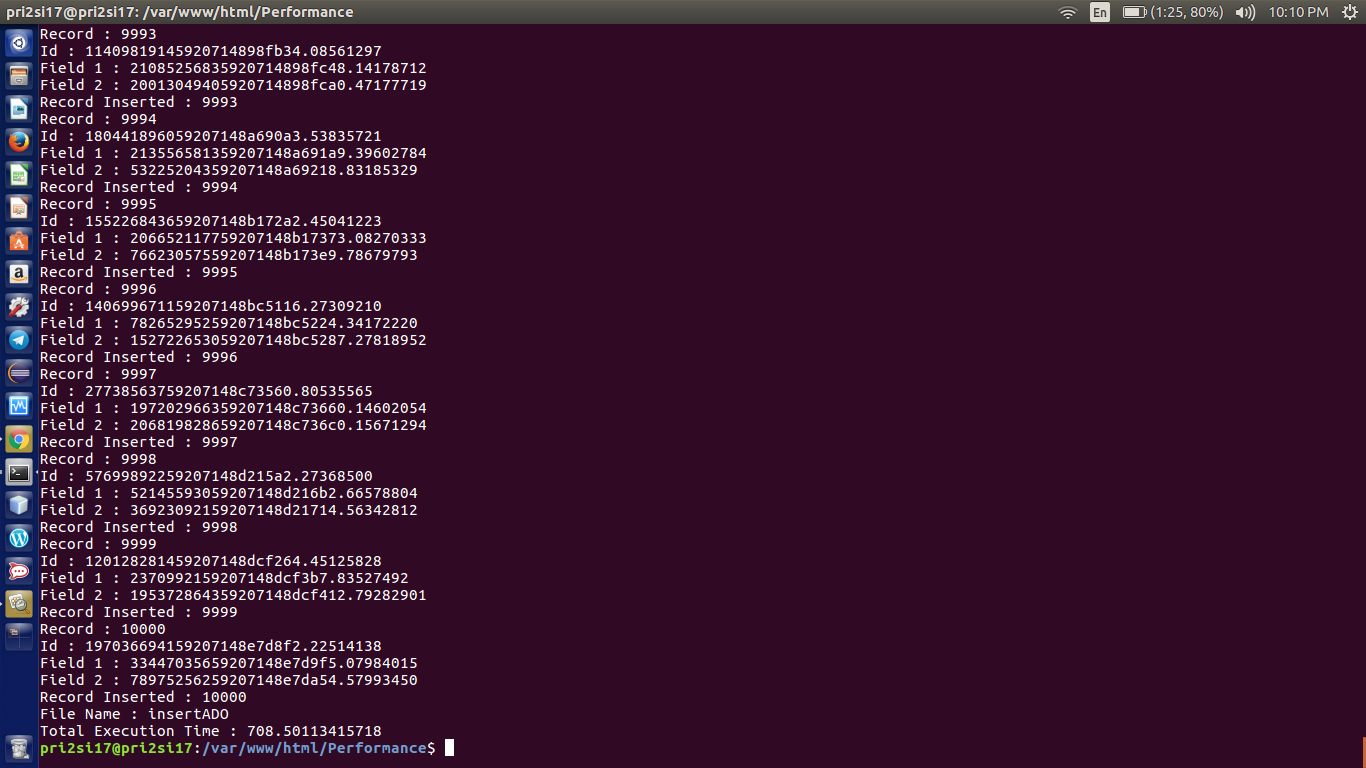 pri2si17@pri2si17: /var/www/html/Performance
En
(1:25, 80%)
10:10 PM
Record : 9993
Id : 11409819145920714898fb34.08561297
Field 1 : 21085256835920714898fc48.14178712
Field 2 : 20013049405920714898fca0.47177719
Record Inserted : 9993
Record : 9994
Id : 180441896059207148a690a3.53835721
Field 1 : 213556581359207148a691a9.39602784
Field 2 : 53225204359207148a69218.83185329
Record Inserted : 9994
Record : 9995
Id : 155226843659207148b172a2.45041223
Field 1 : 206652117759207148b17373.08270333
Field 2 : 76623057559207148b173e9.78679793
Record Inserted : 9995
Record : 9996
Id : 140699671159207148bc5116.27309210
Field 1 : 78265295259207148bc5224.34172220
Field 2 : 152722653059207148bc5287.27818952
Record Inserted : 9996
Record : 9997
Id : 27738563759207148c73560.80535565
Field 1 : 197202966359207148c73660.14602054
Field 2 : 206819828659207148c736c0.15671294
Record Inserted : 9997
Record : 9998
Id : 57699892259207148d215a2.27368500
Field 1 : 52145593059207148d216b2.66578804
Field 2 : 36923092159207148d21714.56342812
Record Inserted : 9998
Record : 9999
Id : 120128281459207148dcf264.45125828
Field 1 : 2370992159207148dcf3b7.83527492
Field 2 : 195372864359207148dcf412.79282901
Record Inserted : 9999
Record : 10000
Id : 197036694159207148e7d8f2.22514138
Field 1 : 33447035659207148e7d9f5.07984015
Field 2 : 78975256259207148e7da54.57993450
Record Inserted : 10000
File Name : insertADO
Total Execution Time : 708.50113415718
pri2si17@pri2si17:/var/www/html/Performance$